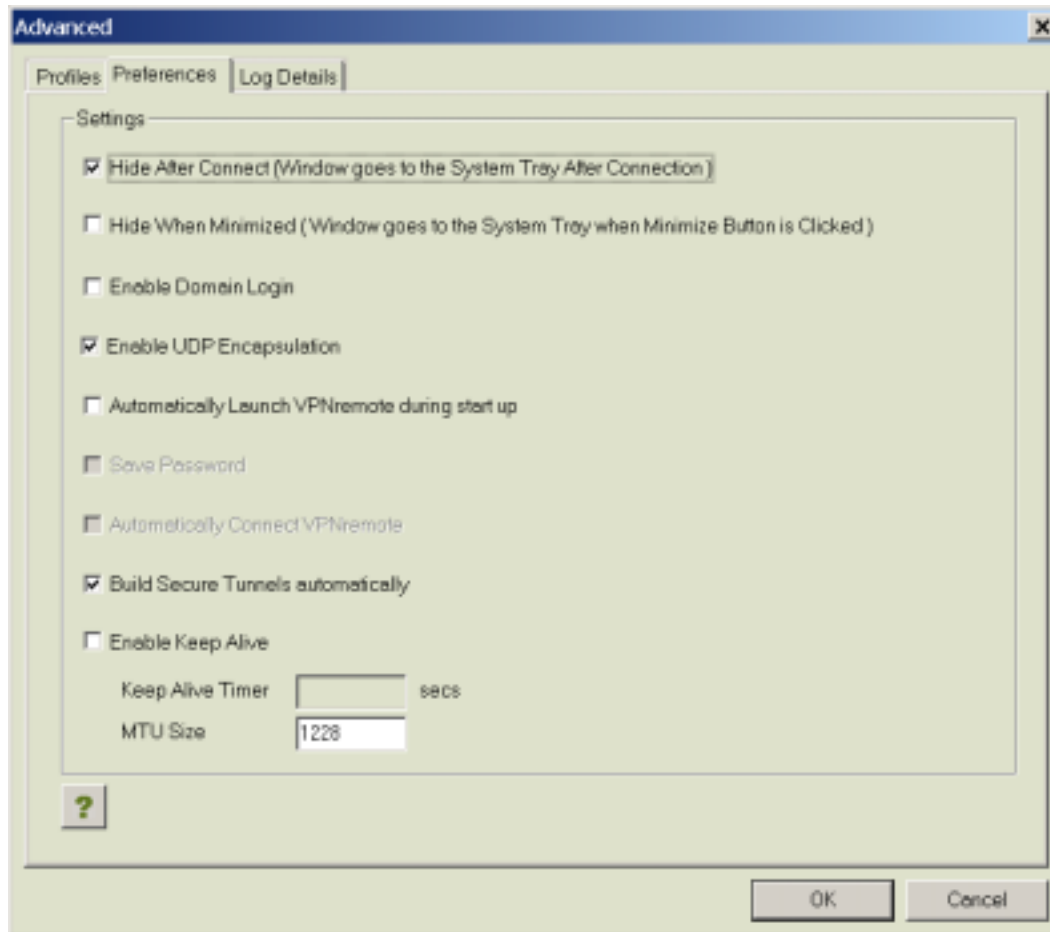 Advanced
Profiles Preferences Log Details
Settings
Hide After Connect (Window goes to the System Tray After Connection )
Hide When Minimized ( Window goes to the System Tray when Minimize Button is Clicked )
Enable Domain Login
Enable UDP Encapsulation
Automatically Launch VPNremote during start up
Save Password
Automatically Connect VPNremote
Build Secure Tunnels automatically
Enable Keep Alive
Keep Alive Timer secs
MTU Size 1228
?
OK Cancel